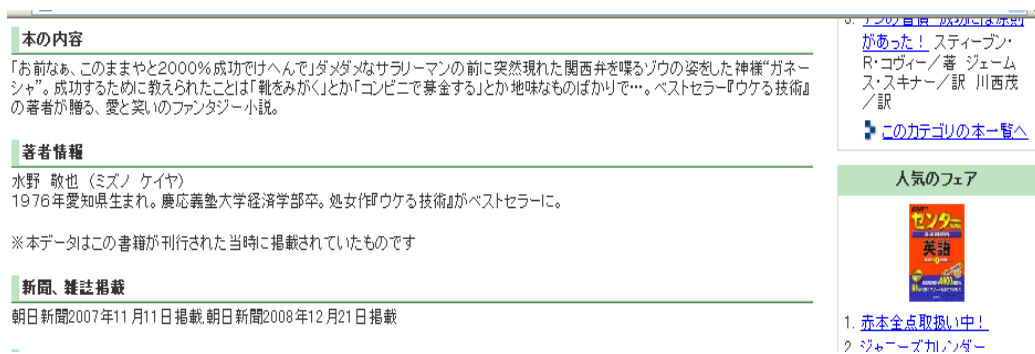 本の内容
「お前なぁ、このままやと2000%成功でけへんで」ダメダメなサラリーマンの前に突然現れた関西弁を喋るゾウの姿をした神様“ガネー
シャ”。成功するために教えられたことは「靴をみがく」とか「コンビニで募金する」とか地味なものばかりで…。ベストセラー『ウケる技術』
の著者が贈る、愛と笑いのファンタジー小説。
著者情報
水野 敬也 (ミズノ ケイヤ)
1976年愛知県生まれ。慶応義塾大学経済学部卒。処女作『ウケる技術』がベストセラーに。
※本データはこの書籍が刊行された当時に掲載されていたものです
新聞、雑誌掲載
朝日新聞2007年11月11日掲載,朝日新聞2008年12月21日掲載
があった! スティーブン・
R・コヴィー/著 ジェーム
ス・スキナー/訳 川西茂
/訳
このカテゴリの本一覧へ
人気のフェア
センター
英語
1. 赤本全点取扱い中!
2. ジャニーズカレンダー